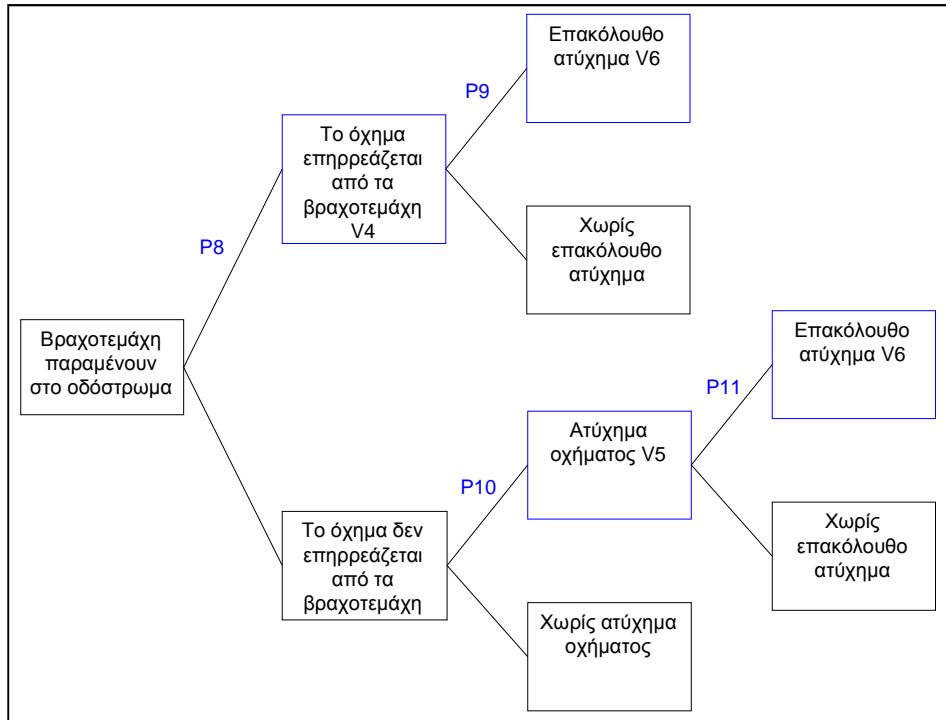 Βραχοτεμάχη
παραμένουν
στο οδόστρωμα
P8
Το όχημα
επηρρεάζεται
από τα
βραχοτεμάχη
V4
P9
Επακόλουθο
ατύχημα V6
Χωρίς
επακόλουθο
ατύχημα
Το όχημα δεν
επηρρεάζεται
από τα
βραχοτεμάχη
P10
Ατύχημα
οχήματος V5
P11
Επακόλουθο
ατύχημα V6
Χωρίς
επακόλουθο
ατύχημα
Χωρίς ατύχημα
οχήματος